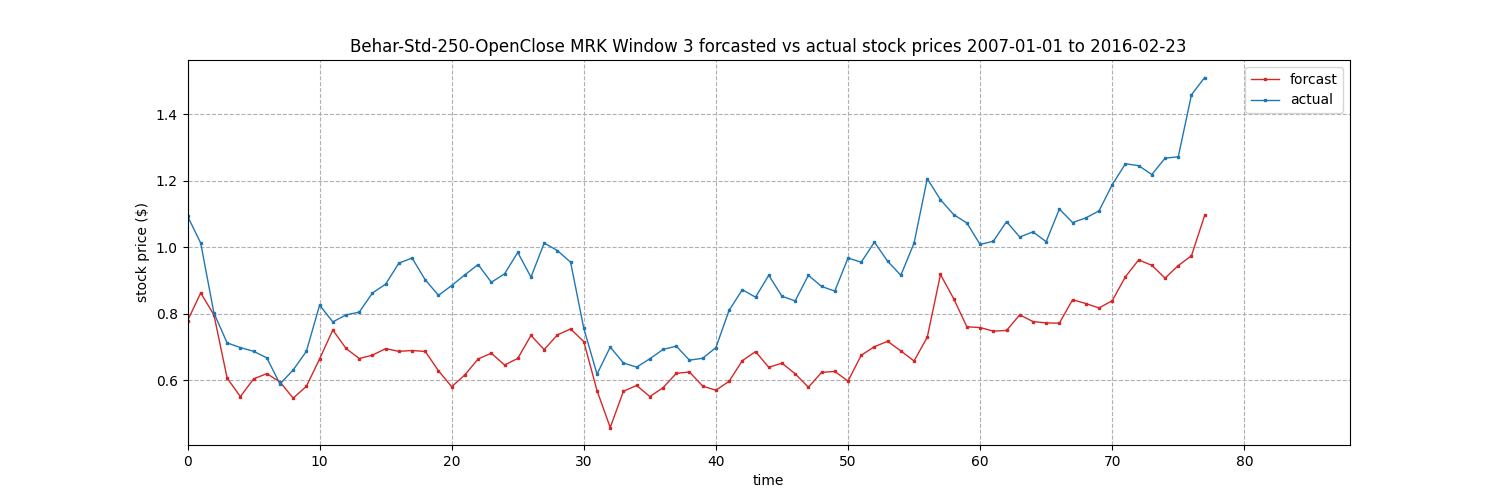 Behar-Std-250-OpenClose MRK Window 3 forcasted vs actual stock prices 2007-01-01 to 2016-02-23
forcast
actual
stock price ($)
1.4
1.2
1.0
0.8
0.6
0 10 20 30 40 50 60 70 80
time